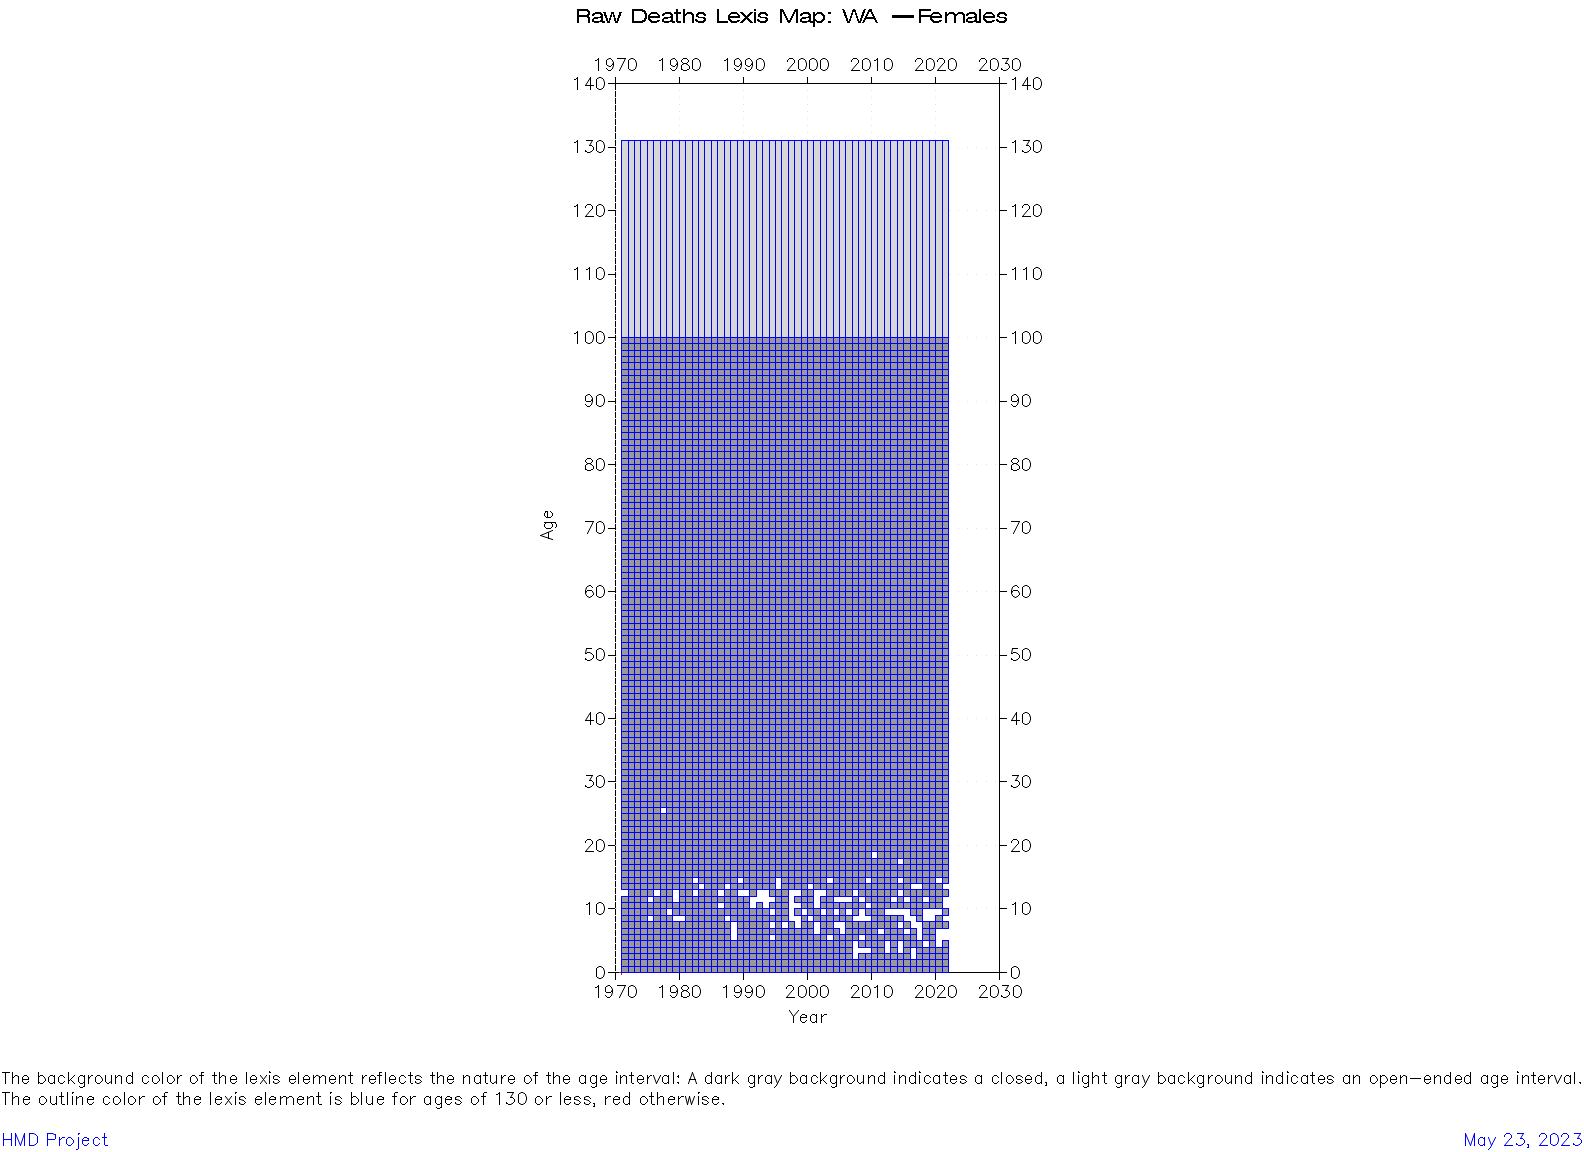 Raw Deaths Lexis Map: WA —Females
1970 1980 1990 2000 2010 2020 2030
140 140
130 130
120 120
110 110
100 100
90 90
80 80
70 70
60 60
50 50
40 40
30 30
20 20
10 10
0 0
Age
1970 1980 1990 2000 2010 2020 2030
Year
The background color of the lexis element reflects the nature of the age interval: A dark gray background indicates a closed, a light gray background indicates an open—ended age interval.
The outline color of the lexis element is blue for ages of 130 or less, red otherwise.
HMD Project May 23, 2023